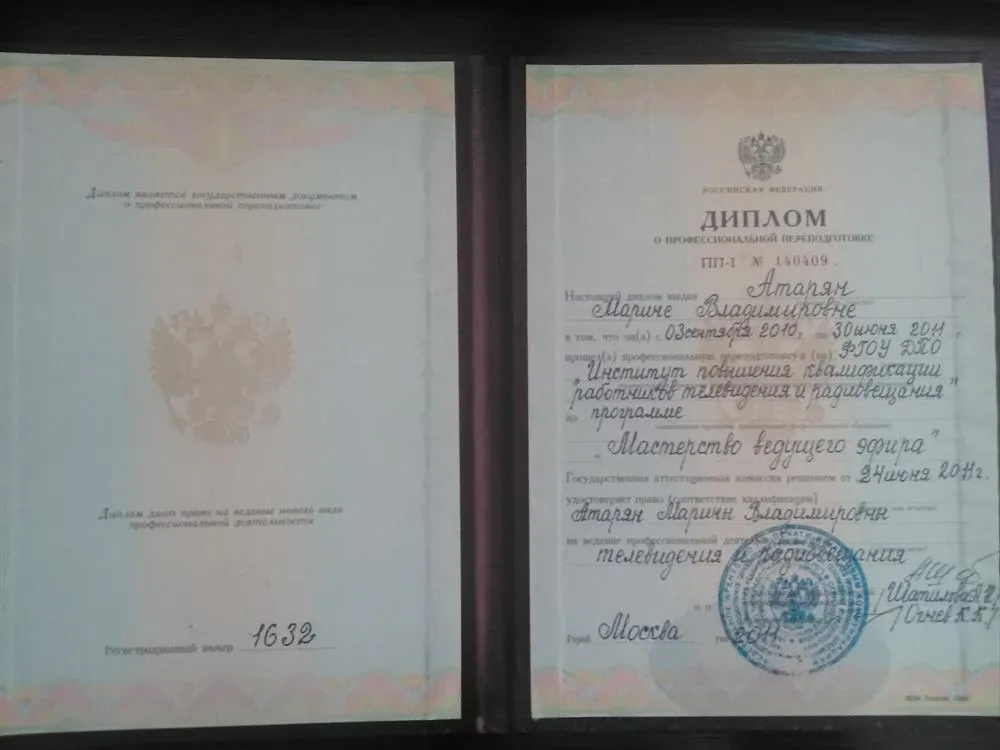 Диплом является государственным документом
о профессиональной переподготовке
Диплом дает право на ведение нового вида
профессиональной деятельности
Регистрационный номер 1632
РОССИЙСКАЯ ФЕДЕРАЦИЯ
ДИПЛОМ
О ПРОФЕССИОНАЛЬНОЙ ПЕРЕПОДГОТОВКЕ
ПП-I № 140409
Настоящий диплом выдан Атарян
Марине Владимировне
в том, что он(а) с 03 сентября 2010 г. по 30 июня 2011 г.
прошел(а) профессиональную переподготовку в (на) ФГОУ ДПО
"Институт повышения квалификации
работников телевидения и радиовещания"
по программе
"Мастерство ведущего эфира"
Государственная аттестационная комиссия решением от 24 июня 2011 г.
удостоверяет право (соответствие квалификации)
Атарян Марины Владимировны
на ведение профессиональной деятельности
телевидения и радиовещания
М. П.
Город Москва 2011